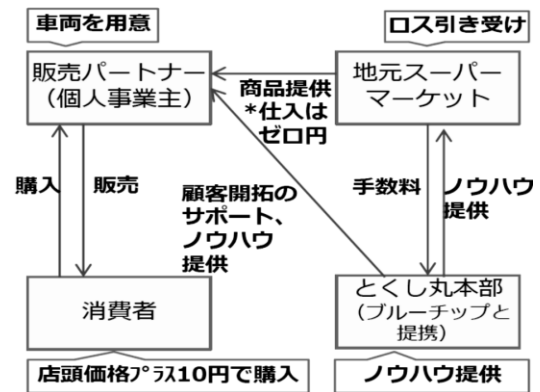 車両を用意
ロス引き受け
販売パートナー
（個人事業主）
商品提供
*仕入は
ゼロ円
地元スーパー
マーケット
購入
販売
顧客開拓の
サポート、
ノウハウ
提供
手数料
ノウハウ
提供
消費者
とくし丸本部
（ブルーチップと
提携）
店頭価格プラス10円で購入
ノウハウ提供